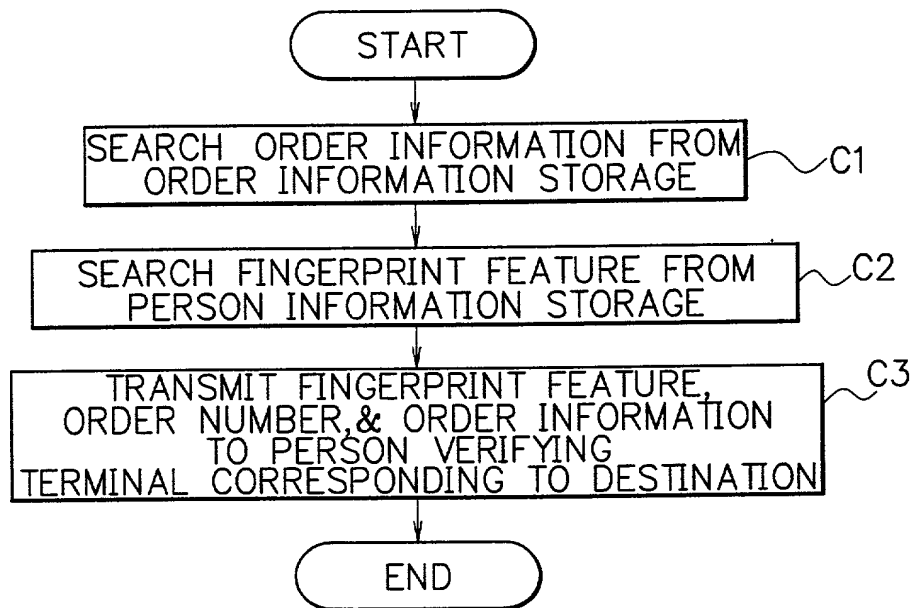 START
SEARCH ORDER INFORMATION FROM
ORDER INFORMATION STORAGE
C1
SEARCH FINGERPRINT FEATURE FROM
PERSON INFORMATION STORAGE
C2
TRANSMIT FINGERPRINT FEATURE,
ORDER NUMBER,& ORDER INFORMATION
TO PERSON VERIFYING
TERMINAL CORRESPONDING TO DESTINATION
C3
END